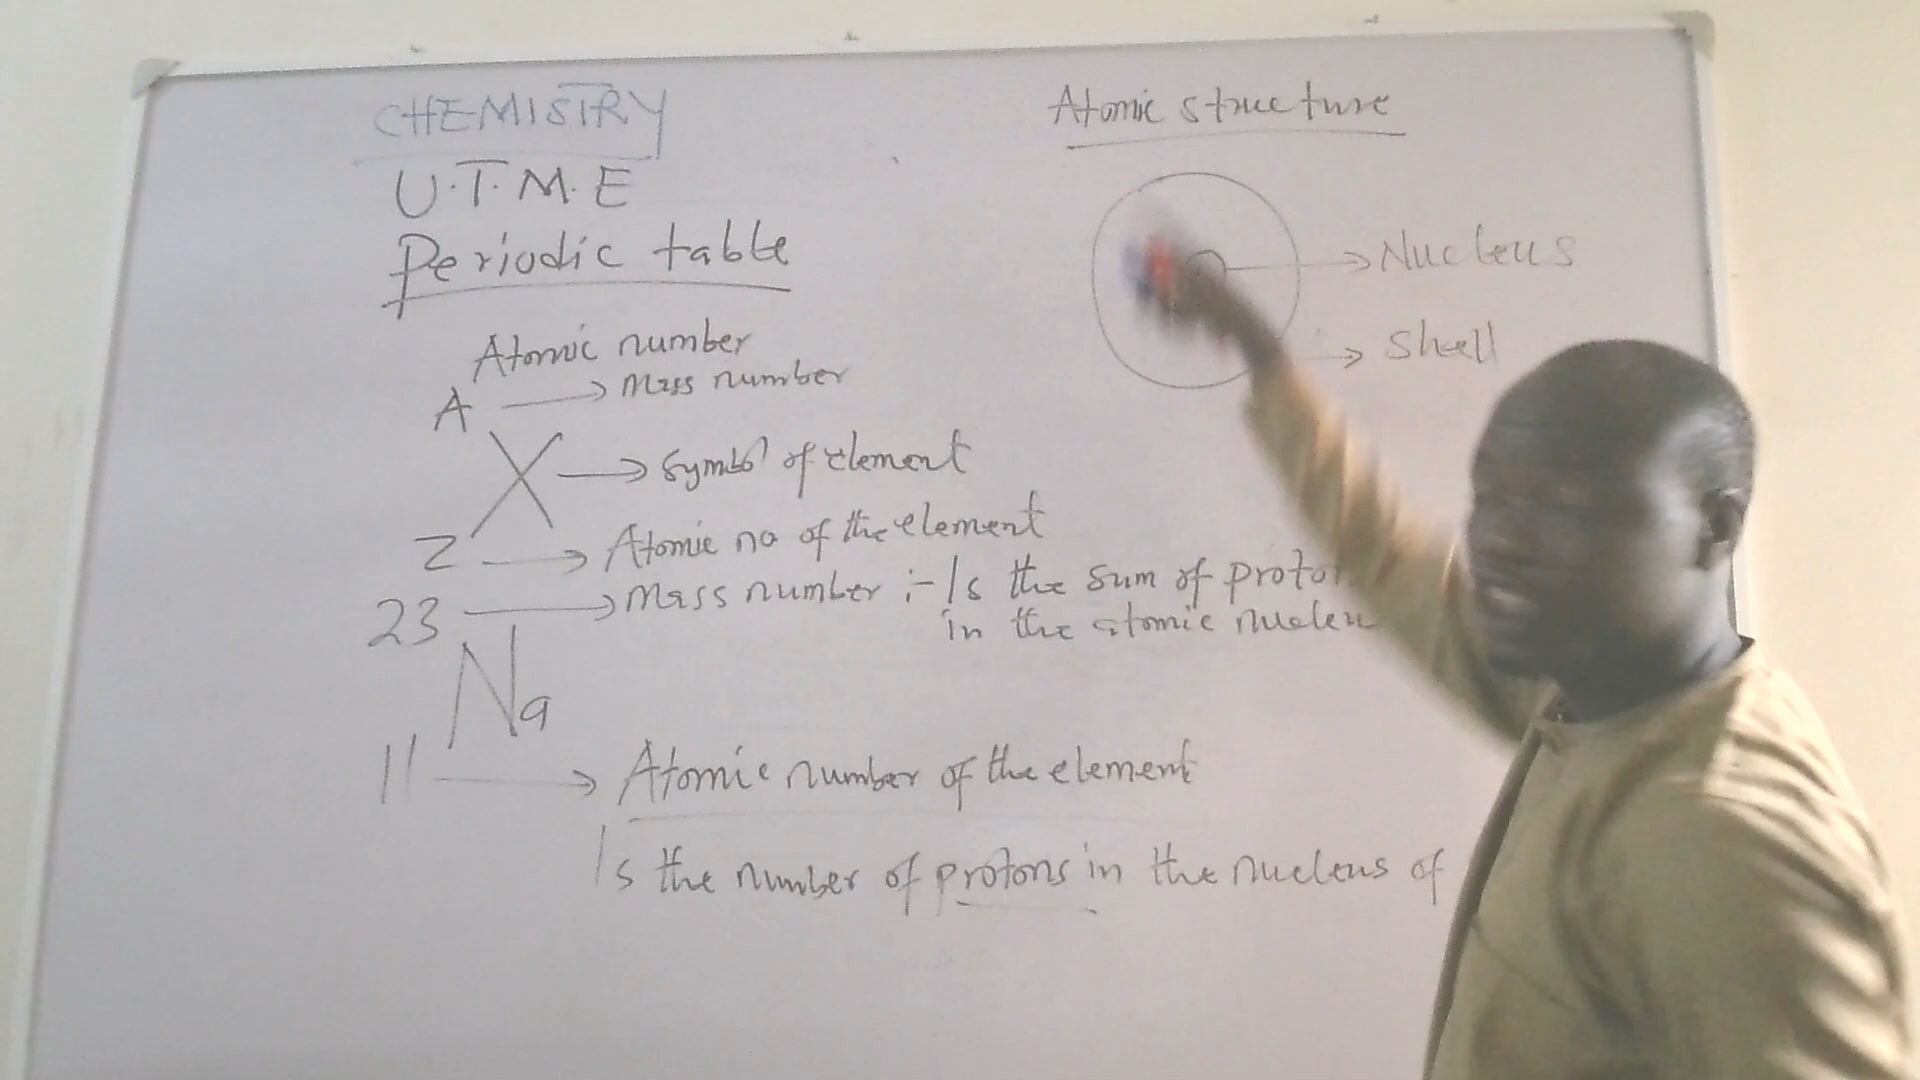 CHEMISTRY
U.T.M.E
Periodic table
Atomic number
A → Mass number
X → Symbol of element
Z → Atomic no of the element
23 → Mass number :- Is the sum of
in the atomic
Na
11 → Atomic number of the element
Is the number of protons in the nucleus of
Atomic structure
→ Nucleus
→ Shell